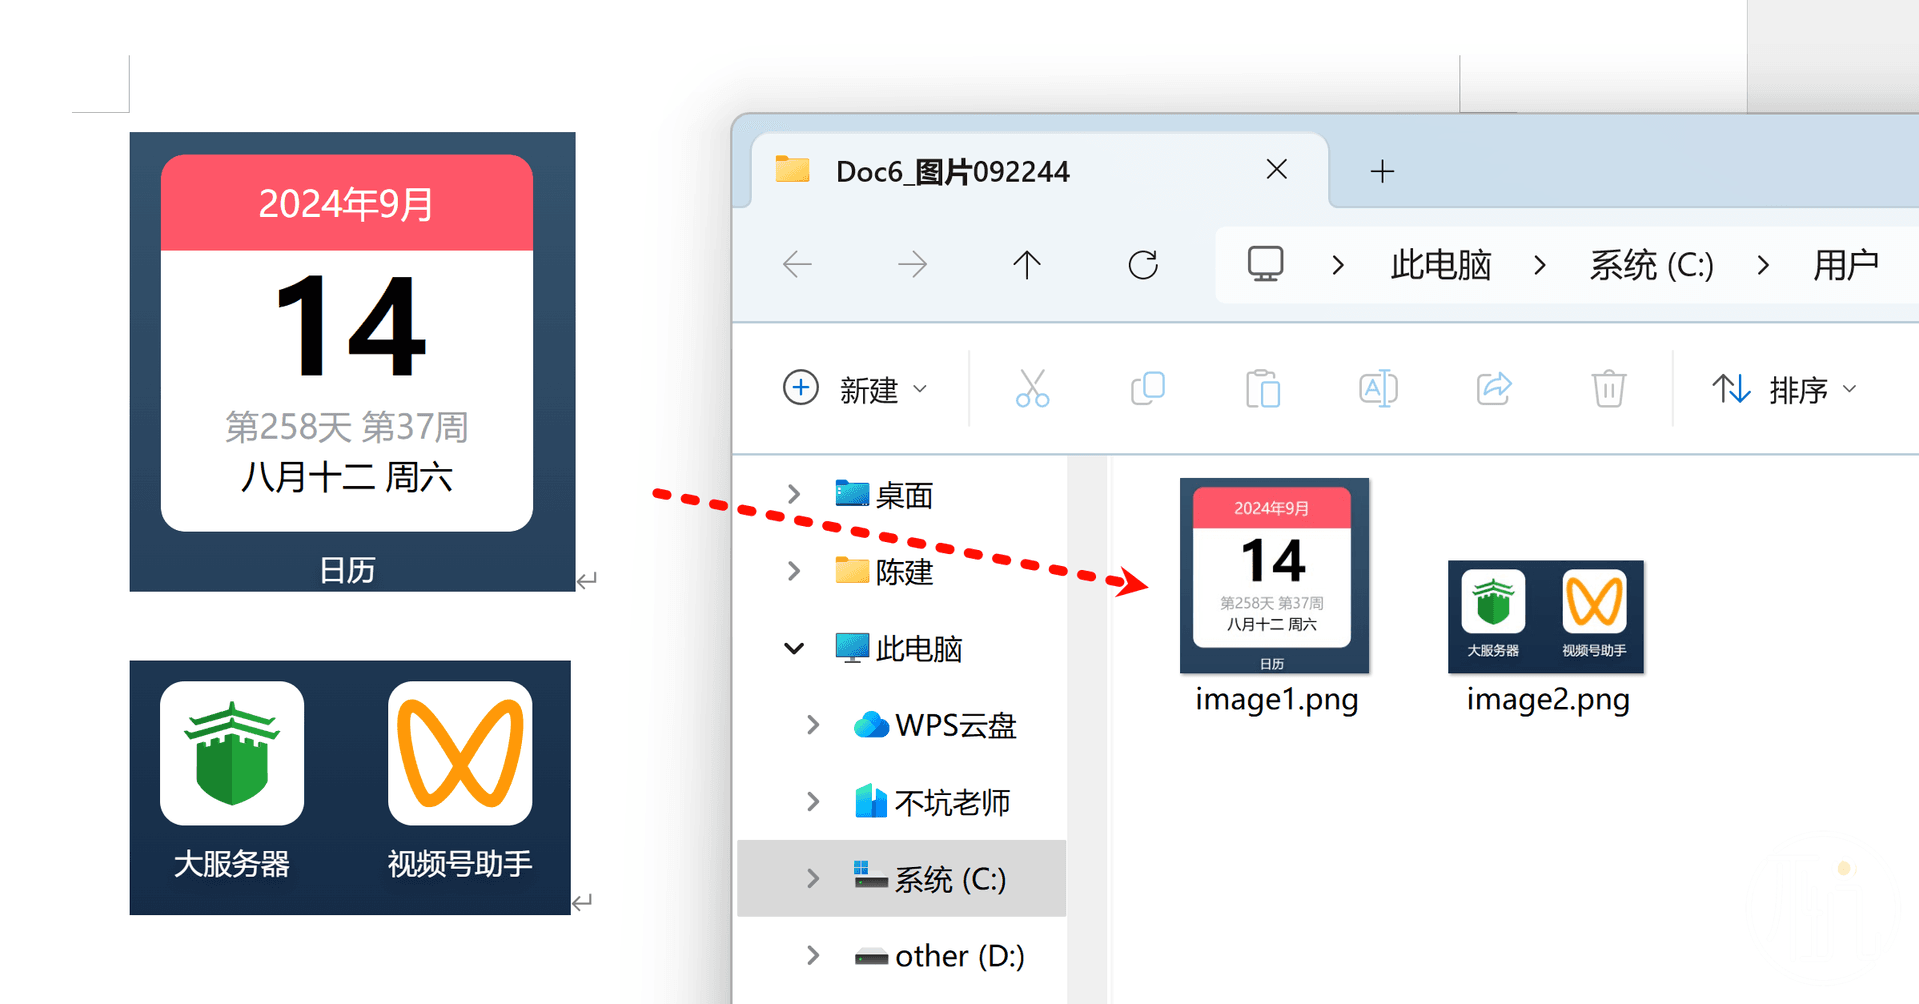 2024年9月
14
第258天 第37周
八月十二 周六
日历
大服务器
视频号助手
Doc6_图片092244
此电脑
系统 (C:)
用户
新建
排序
桌面
陈建
此电脑
WPS云盘
不坑老师
系统 (C:)
other (D:)
2024年9月
14
第258天 第37周
八月十二 周六
日历
image1.png
大服务器
视频号助手
image2.png